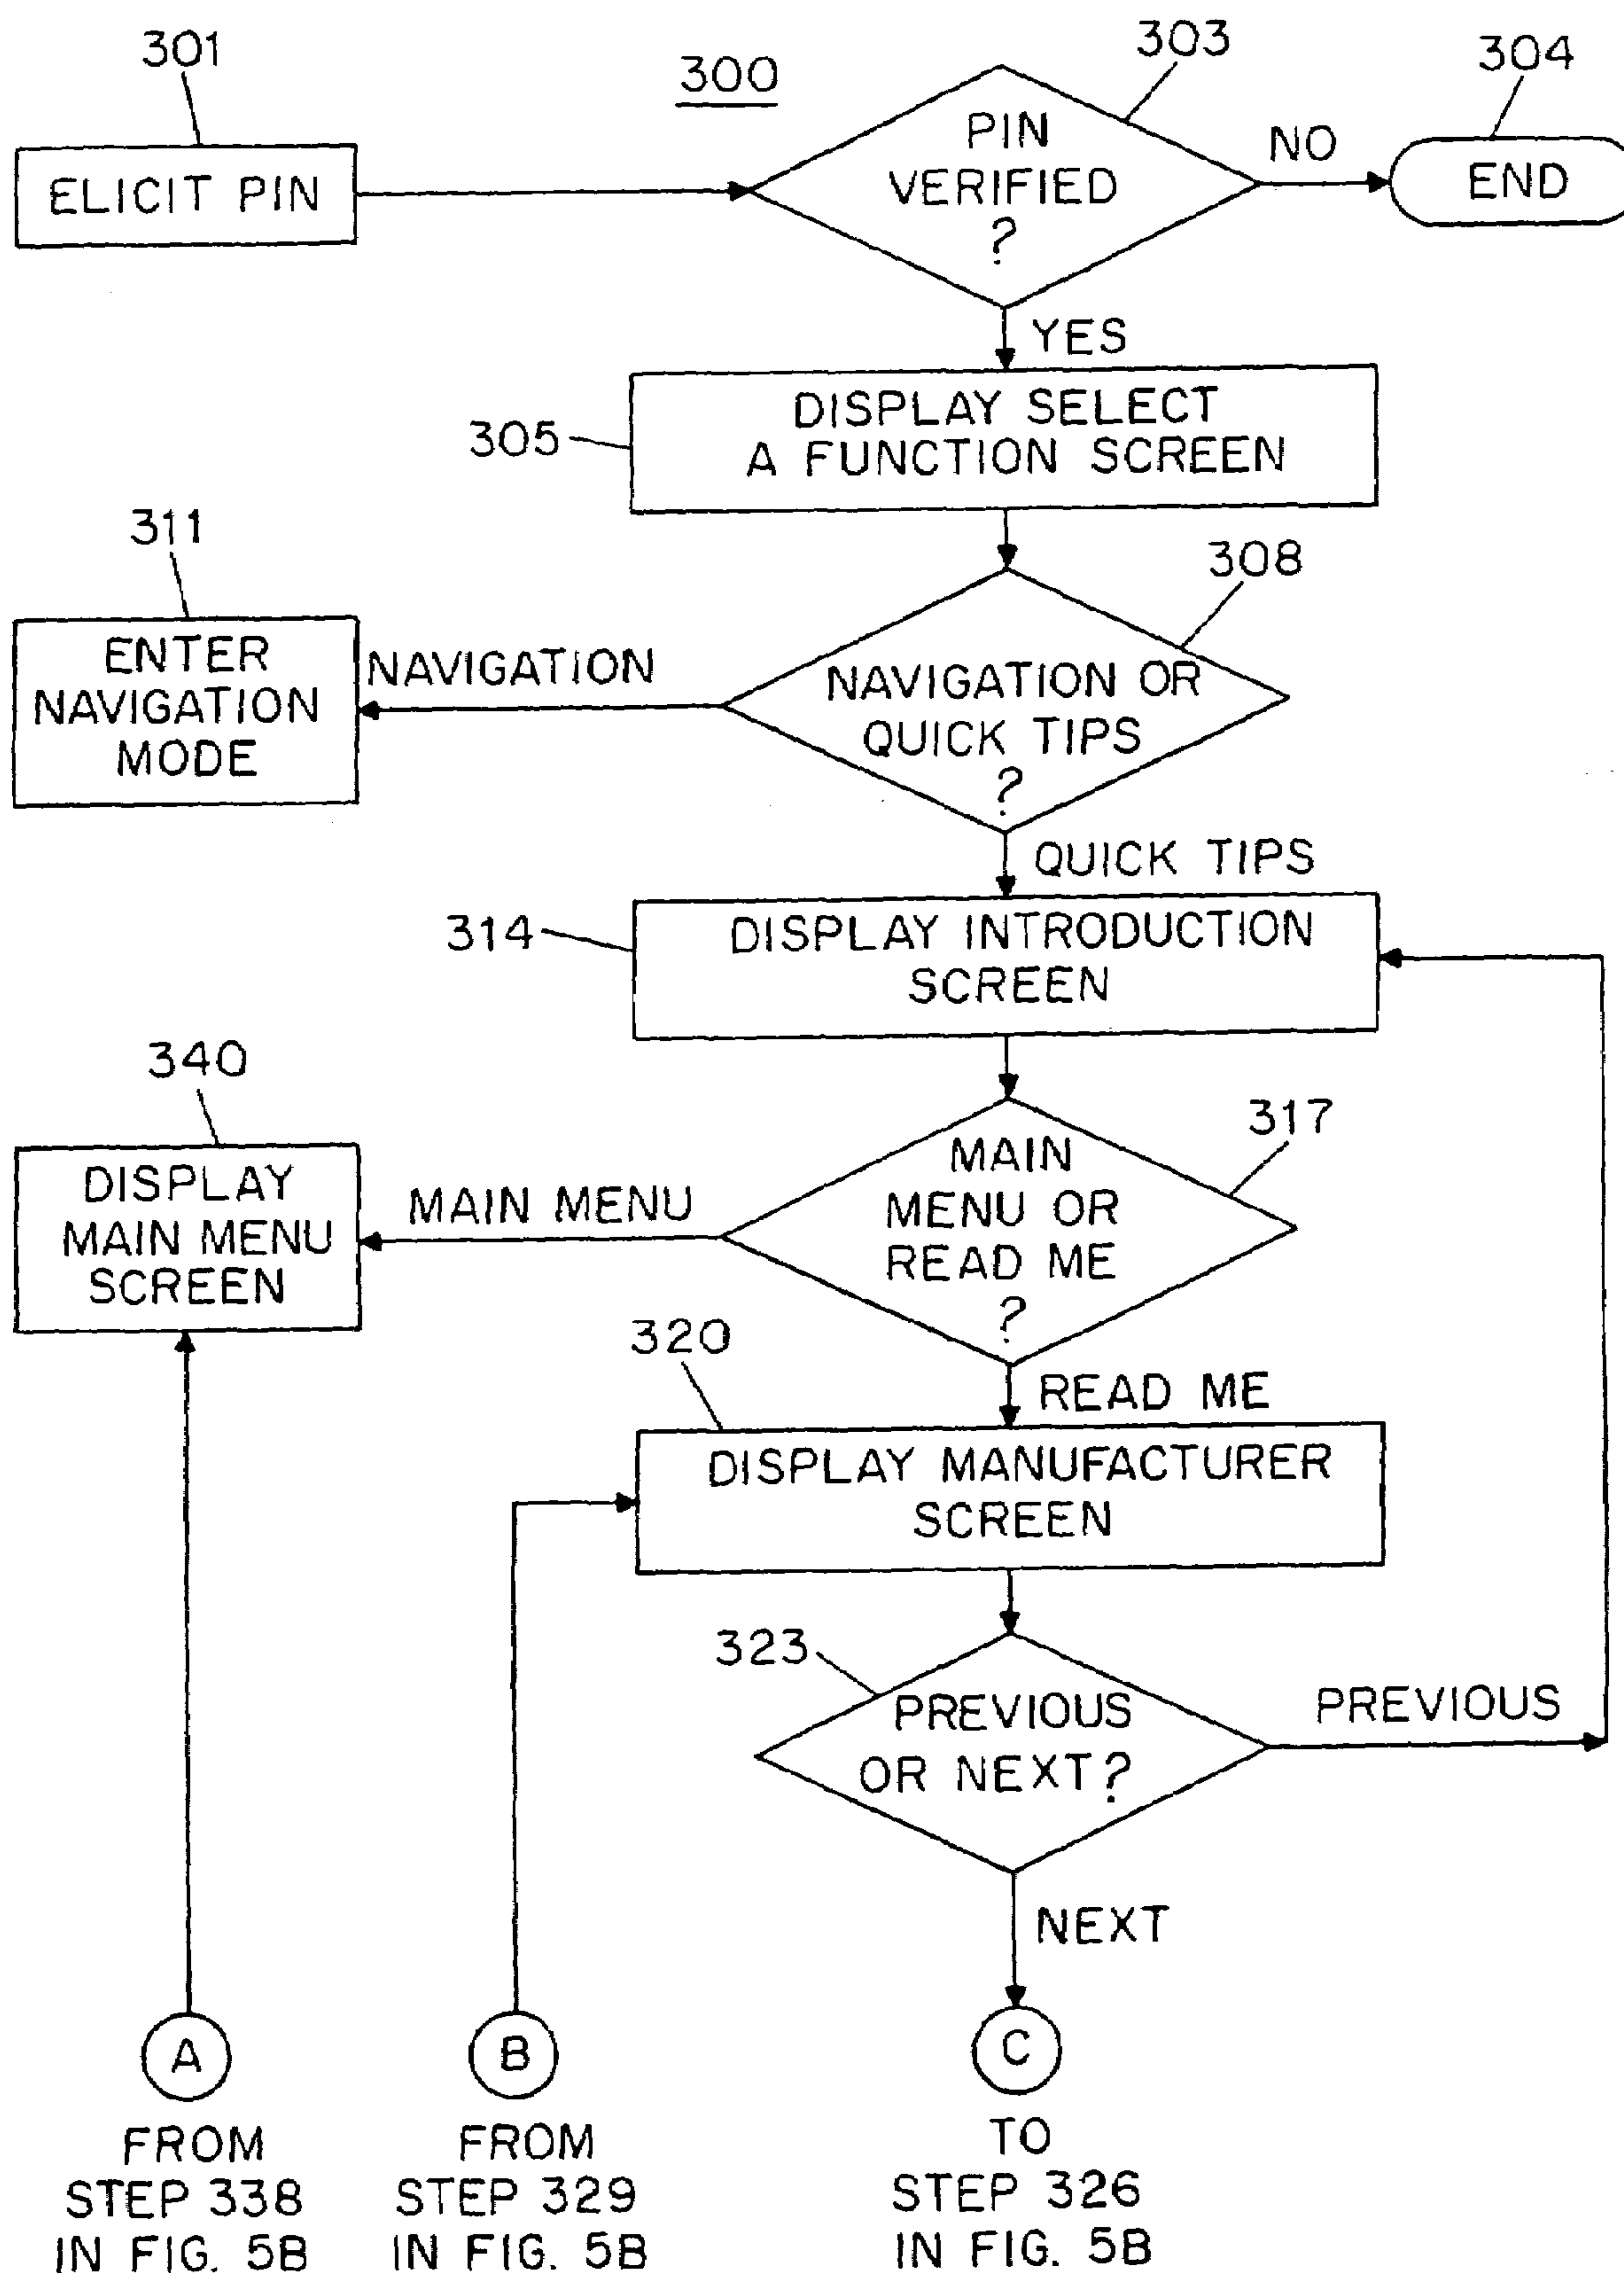 301
300
303
304
ELICIT PIN
PIN
VERIFIED
?
NO
END
YES
305
DISPLAY SELECT
A FUNCTION SCREEN
311
308
ENTER
NAVIGATION
MODE
NAVIGATION
NAVIGATION OR
QUICK TIPS
?
QUICK TIPS
314
DISPLAY INTRODUCTION
SCREEN
340
317
DISPLAY
MAIN MENU
SCREEN
MAIN MENU
MAIN
MENU OR
READ ME
?
320
READ ME
DISPLAY MANUFACTURER
SCREEN
323
PREVIOUS
OR NEXT?
PREVIOUS
NEXT
A
B
C
FROM
STEP 338
IN FIG. 5B
FROM
STEP 329
IN FIG. 5B
TO
STEP 326
IN FIG. 5B